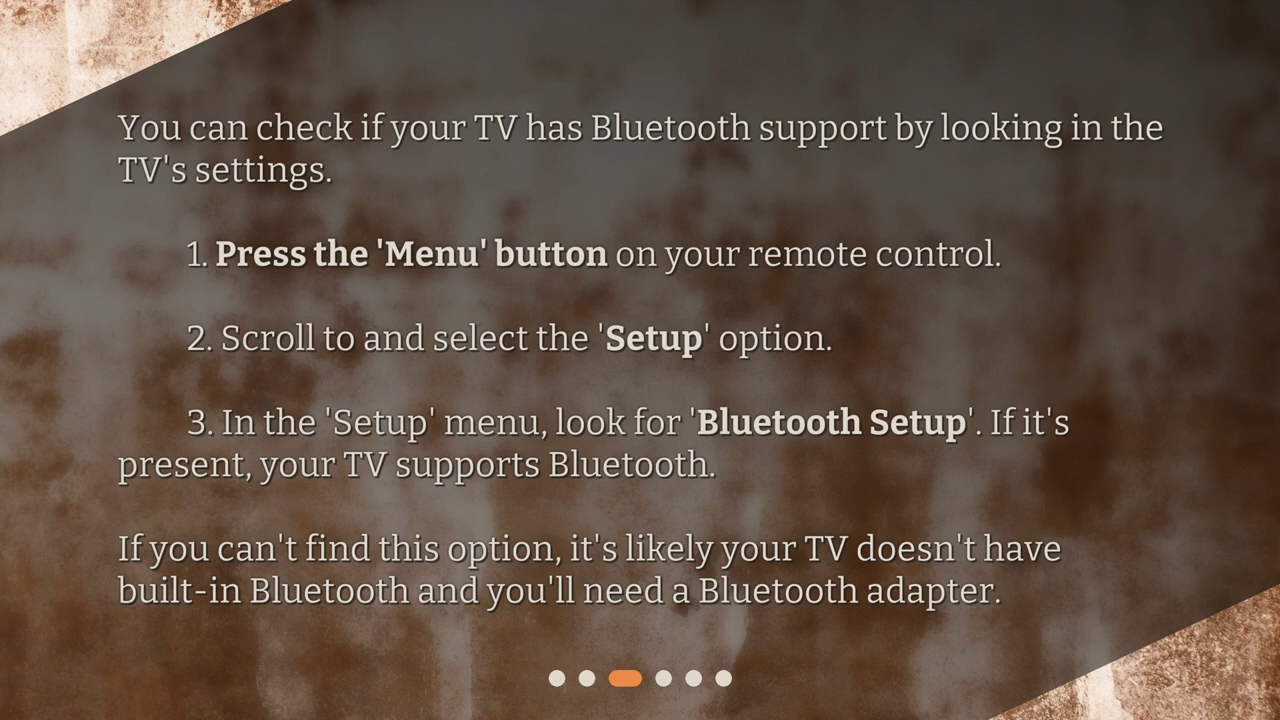 You can check if your TV has Bluetooth support by looking in the
TV's settings.
1. Press the 'Menu' button on your remote control.
2. Scroll to and select the 'Setup' option.
3. In the 'Setup' menu, look for 'Bluetooth Setup'. If it's
present, your TV supports Bluetooth.
If you can't find this option, it's likely your TV doesn't have
built-in Bluetooth and you'll need a Bluetooth adapter.